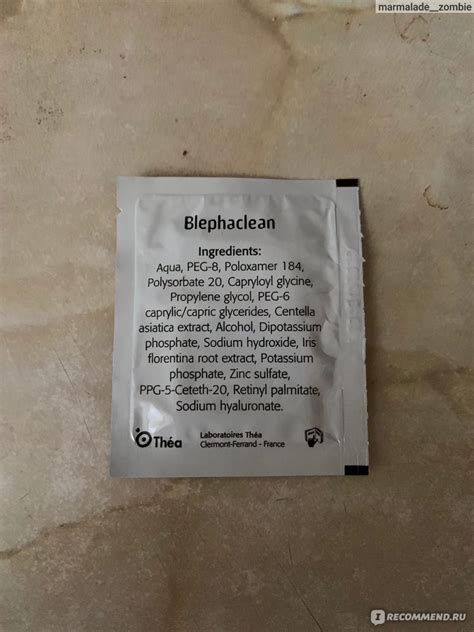 marmalade__zombie
Blephaclean
Ingredients:
Aqua, PEG-8, Poloxamer 184,
Polysorbate 20, Capryloyl glycine,
Propylene glycol, PEG-6
caprylic/capric glycerides, Centella
asiatica extract, Alcohol, Dipotassium
phosphate, Sodium hydroxide, Iris
florentina root extract, Potassium
phosphate, Zinc sulfate,
PPG-5-Ceteth-20, Retinyl palmitate,
Sodium hyaluronate.
Théa
Laboratoires Théa
Clermont-Ferrand - France
I RECOMMEND.RU